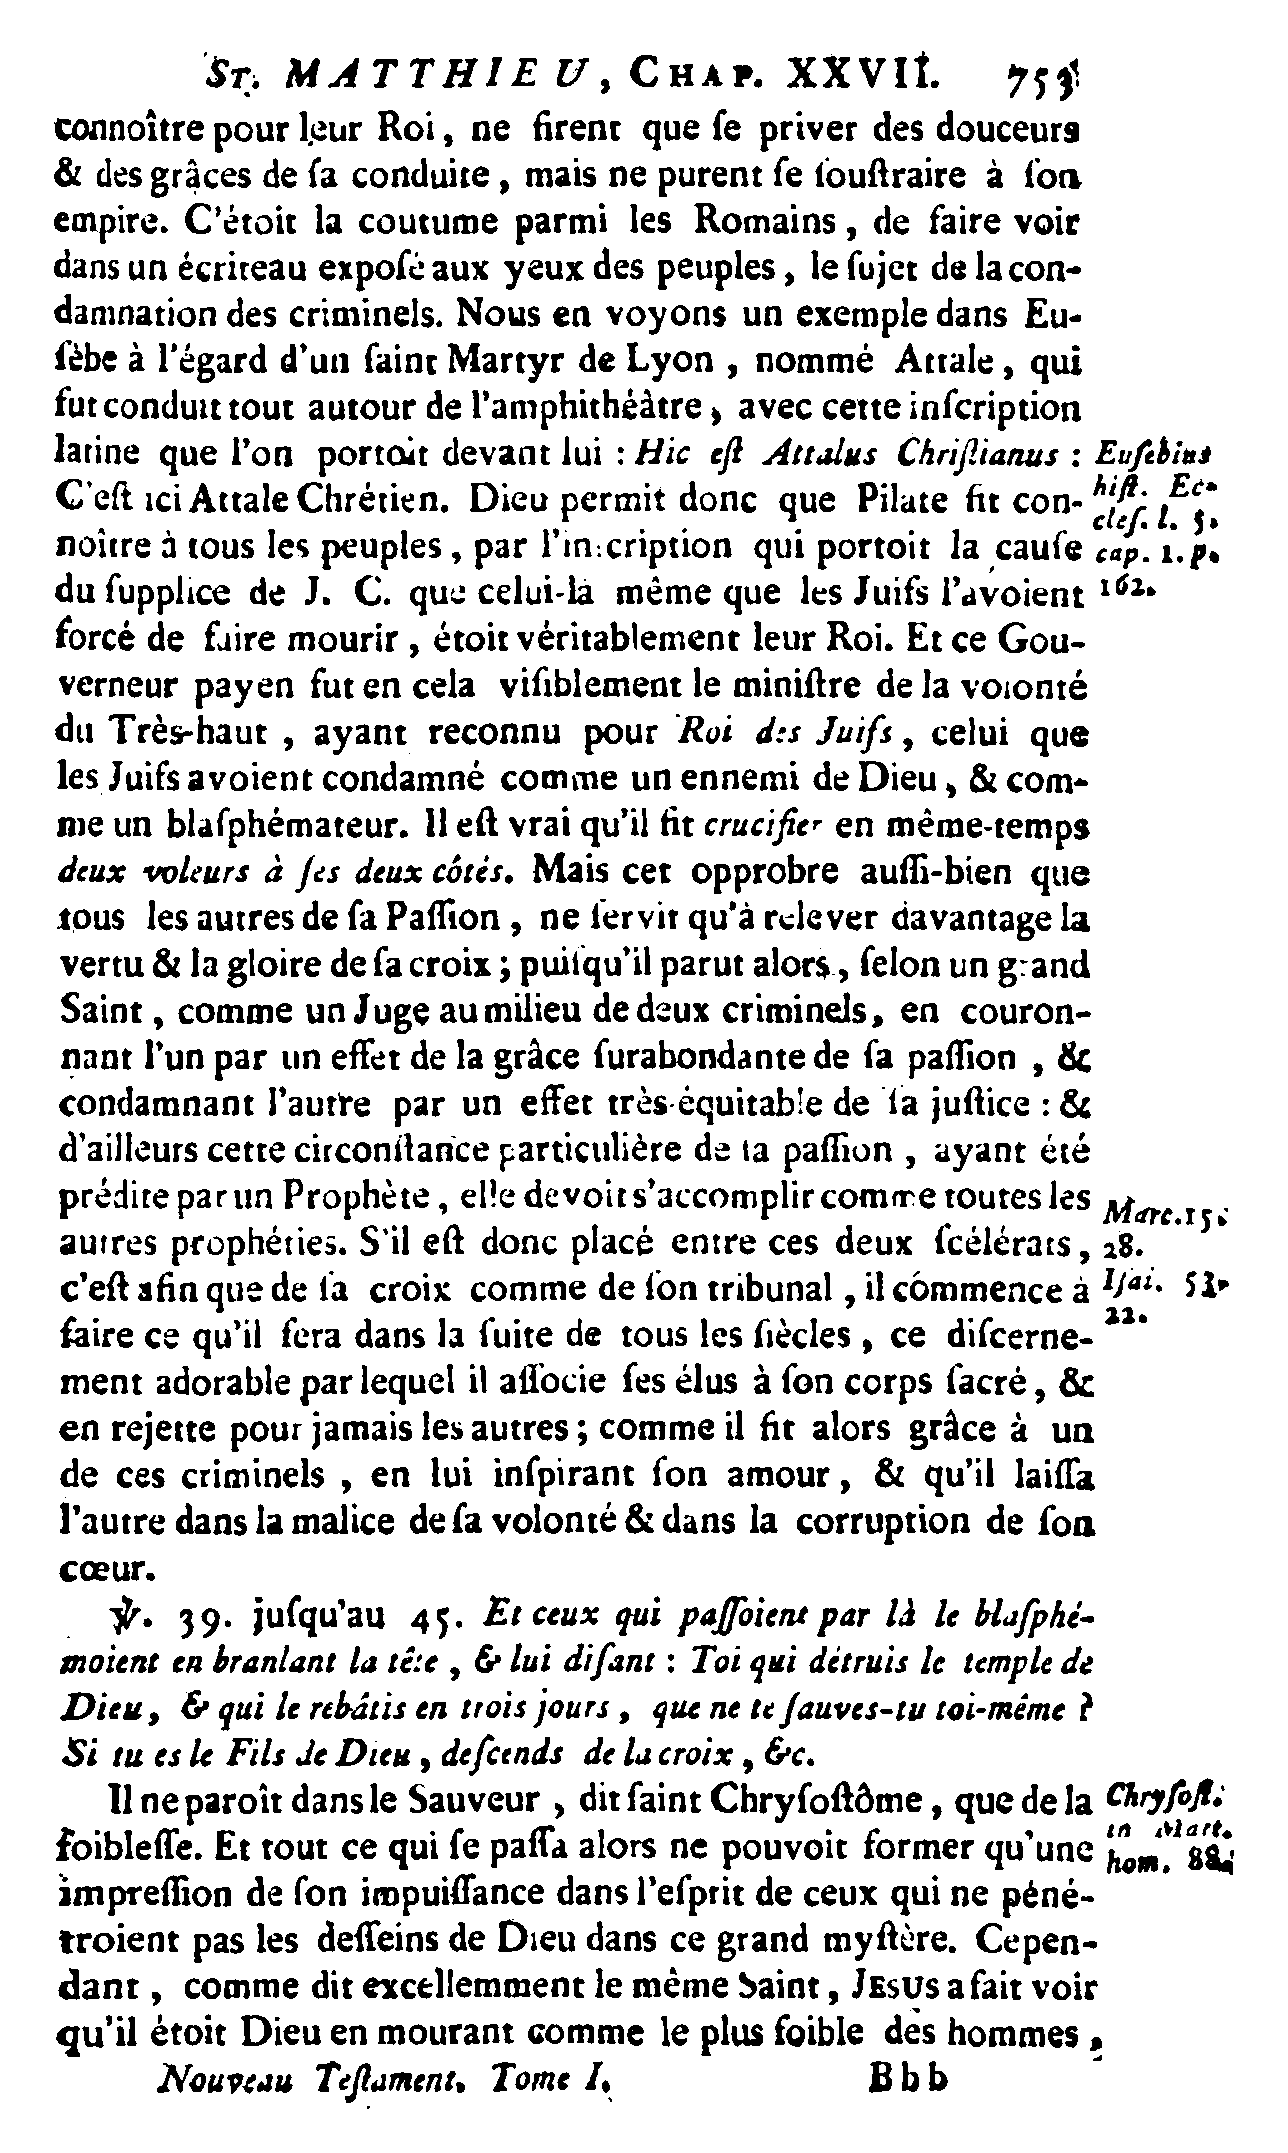 ST. MATTHIEU, CHAP. XXVII. 753
connoître pour leur Roi, ne firent que ſe priver des douceurs
& des grâces de ſa conduite, mais ne purent ſe ſouſtraire à ſon
empire. C'étoit la coutume parmi les Romains, de faire voir
dans un écriteau expoſé aux yeux des peuples, le ſujet de la con-
damnation des criminels. Nous en voyons un exemple dans Eu-
ſèbe à l'égard d'un ſaint Martyr de Lyon, nommé Attale, qui
fut conduit tout autour de l'amphithéâtre, avec cette inſcription
latine que l'on portoit devant lui : Hic eſt Attalus Chriſtianus :
C'eſt ici Attale Chrétien. Dieu permit donc que Pilate fit con-
noître à tous les peuples, par l'inſcription qui portoit la cauſe
du ſupplice de J. C. que celui-là même que les Juifs l'avoient
forcé de faire mourir, étoit véritablement leur Roi. Et ce Gou-
verneur payen fut en cela viſiblement le miniſtre de la volonté
du Très-haut, ayant reconnu pour Roi des Juifs, celui que
les Juifs avoient condamné comme un ennemi de Dieu, & com-
me un blaſphémateur. Il eſt vrai qu'il fit crucifier en même-temps
deux voleurs à ſes deux côtés. Mais cet opprobre auſſi-bien que
tous les autres de ſa Paſſion, ne ſervit qu'à relever davantage la
vertu & la gloire de ſa croix ; puiſqu'il parut alors, ſelon un grand
Saint, comme un Juge au milieu de deux criminels, en couron-
nant l'un par un effet de la grâce ſurabondante de ſa paſſion, &
condamnant l'autre par un effet très-équitable de ſa juſtice : &
d'ailleurs cette circonſtance particulière de ſa paſſion, ayant été
prédite par un Prophète, elle devoit s'accomplir comme toutes les
autres prophéties. S'il eſt donc placé entre ces deux ſcélérats,
c'eſt afin que de ſa croix comme de ſon tribunal, il commence à
faire ce qu'il fera dans la ſuite de tous les ſiècles, ce diſcerne-
ment adorable par lequel il aſſocie ſes élus à ſon corps ſacré, &
en rejette pour jamais les autres ; comme il fit alors grâce à un
de ces criminels, en lui inſpirant ſon amour, & qu'il laiſſa
l'autre dans la malice de ſa volonté & dans la corruption de ſon
cœur.
℣. 39. juſqu'au 45. Et ceux qui paſſoient par là le blaſphé-
moient en branlant la tête, & lui diſant : Toi qui détruis le temple de
Dieu, & qui le rebâtis en trois jours, que ne te ſauves-tu toi-même ?
Si tu es le Fils de Dieu, deſcends de la croix, &c.
Il ne paroît dans le Sauveur, dit ſaint Chryſoſtôme, que de la
foibleſſe. Et tout ce qui ſe paſſa alors ne pouvoit former qu'une
impreſſion de ſon impuiſſance dans l'eſprit de ceux qui ne péné-
troient pas les deſſeins de Dieu dans ce grand myſtère. Cepen-
dant, comme dit excellemment le même Saint, JESUS a fait voir
qu'il étoit Dieu en mourant comme le plus foible des hommes,
Nouveau Teſtament. Tome I. Bbb
Euſebius
hiſt. Ec-
cleſ. l. 5.
cap. 1. p.
162.
Marc. 15.
28.
Iſai. 53.
22.
Chryſoſt.
in Matt.
hom. 88.